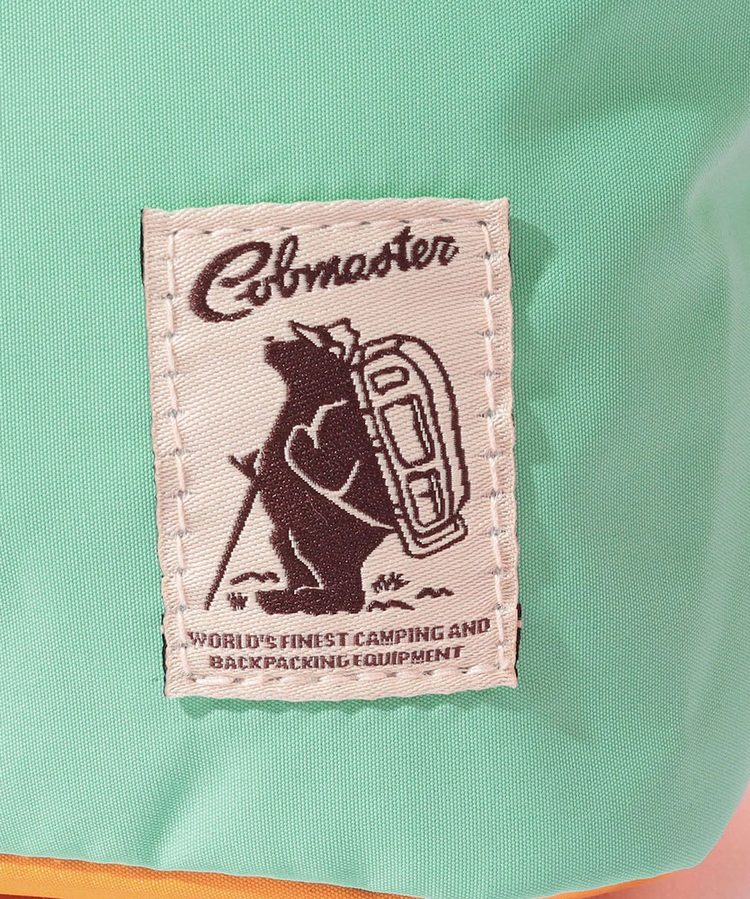 Cobmaster
WORLD'S FINEST CAMPING AND
BACKPACKING EQUIPMENT